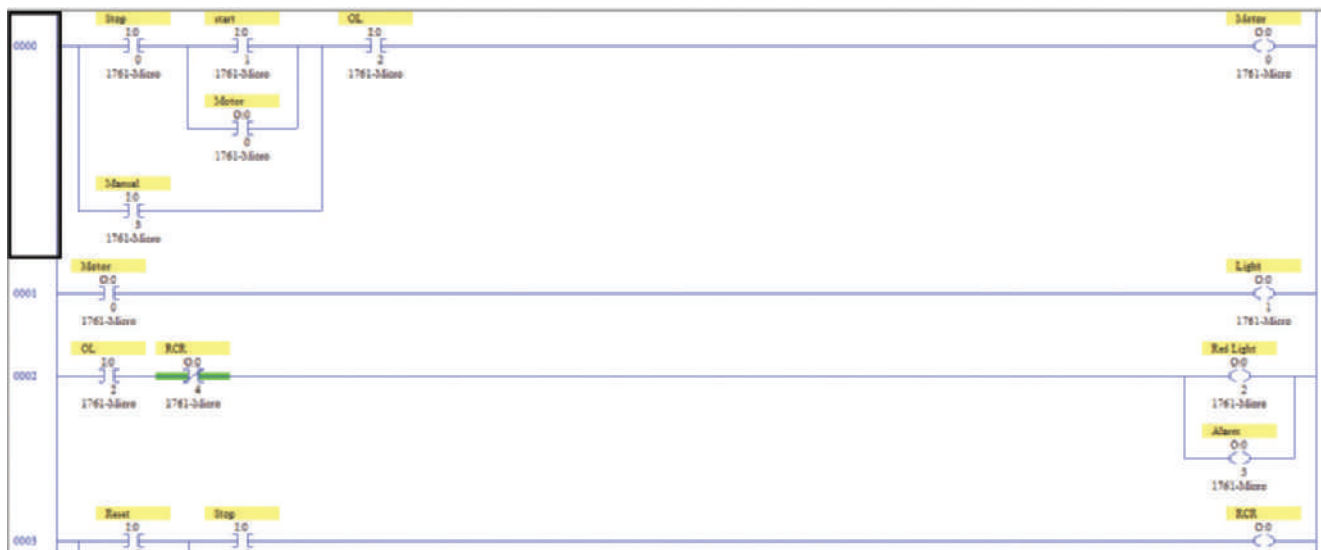 Stop start OL Motor
I:0 I:0 I:0 O:0
0000
0 1 2 0
1761-Micro 1761-Micro 1761-Micro 1761-Micro
Motor
O:0
0
1761-Micro
Manual
I:0
3
1761-Micro
Motor Light
O:0 O:0
0001
0 1
1761-Micro 1761-Micro
OL RCR Red Light
I:0 O:0 O:0
0002
2 4 2
1761-Micro 1761-Micro 1761-Micro
Alarm
O:0
3
1761-Micro
Reset Stop RCR
I:0 I:0 O:0
0003